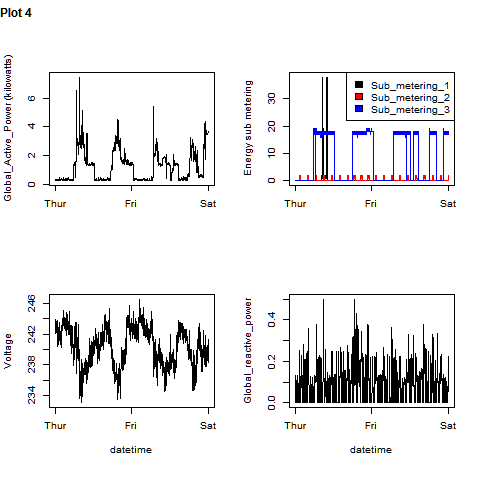 Plot 4
Global_Active_Power (kilowatts)
0 2 4 6
Thur Fri Sat
Energy sub metering
0 10 20 30
Sub_metering_1
Sub_metering_2
Sub_metering_3
Thur Fri Sat
Voltage
234 238 242 246
Thur Fri Sat
datetime
Global_reactive_power
0.0 0.2 0.4
Thur Fri Sat
datetime